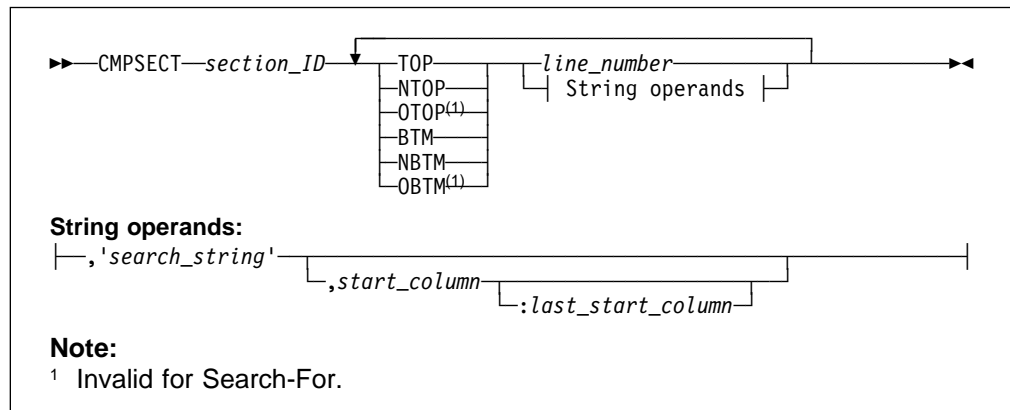 CMPSECT section_ID TOP line_number
NTOP String operands
OTOP(1)
BTM
NBTM
OBTM(1)
String operands:
,'search_string'
,start_column
:last_start_column
Note:
1 Invalid for Search-For.